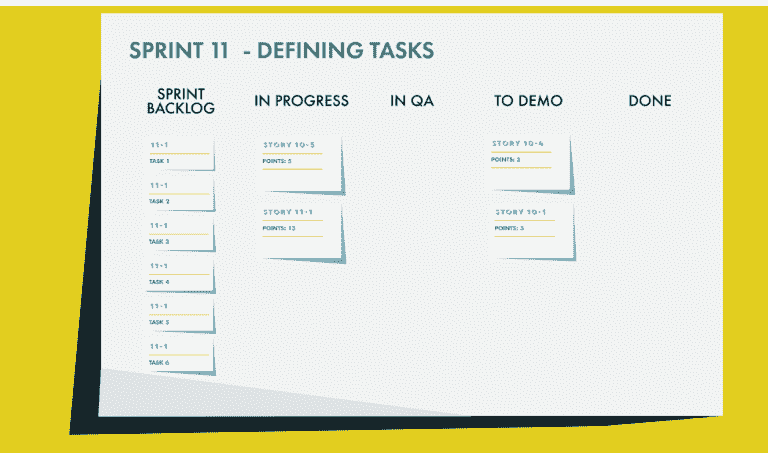 SPRINT 11 - DEFINING TASKS
SPRINT
BACKLOG
IN PROGRESS
IN QA
TO DEMO
DONE
11-1
TASK 1
11-1
TASK 2
11-1
TASK 3
11-1
TASK 4
11-1
TASK 5
11-1
TASK 6
STORY 10-5
POINTS: 5
STORY 11-1
POINTS: 13
STORY 10-4
POINTS: 3
STORY 10-1
POINTS: 5